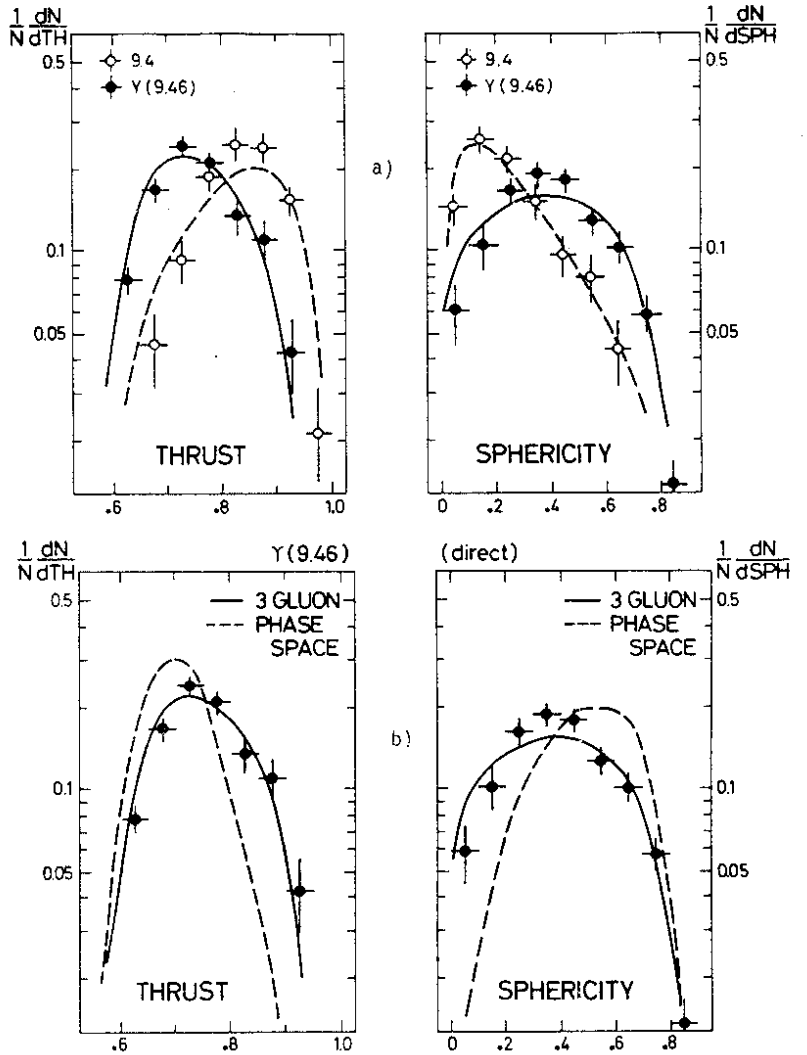 1/N dN/dTH
0.5
0.1
0.05
9.4
ϒ (9.46)
THRUST
.6
.8
1.0
a)
1/N dN/dSPH
0.5
0.1
0.05
9.4
ϒ (9.46)
SPHERICITY
0
.2
.4
.6
.8
ϒ(9.46)
(direct)
1/N dN/dTH
0.5
0.1
0.05
3 GLUON
PHASE
SPACE
THRUST
.6
.8
1.0
b)
1/N dN/dSPH
0.5
0.1
0.05
3 GLUON
PHASE
SPACE
SPHERICITY
0
.2
.4
.6
.8